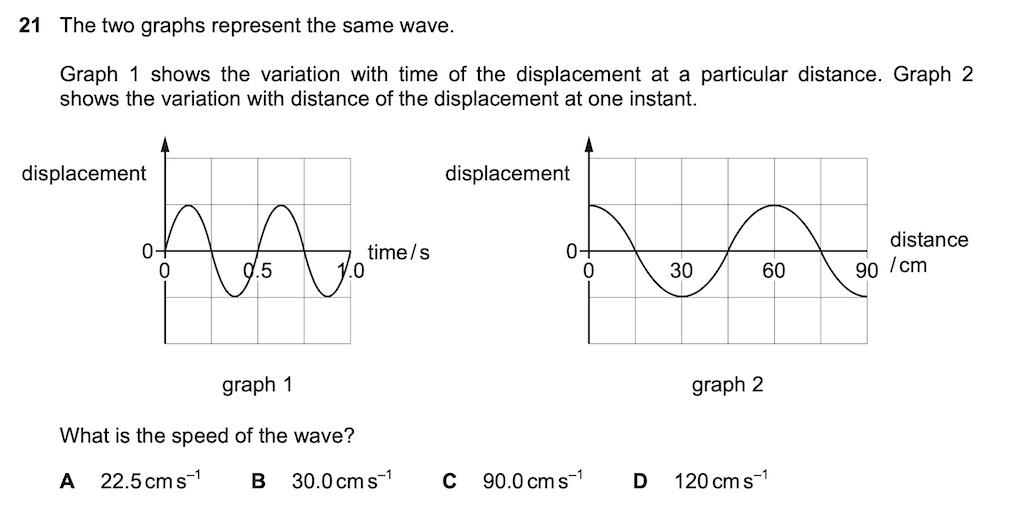 21 The two graphs represent the same wave.
Graph 1 shows the variation with time of the displacement at a particular distance. Graph 2
shows the variation with distance of the displacement at one instant.
displacement
0
0
0.5
1.0
time / s
graph 1
displacement
0
0
30
60
90
distance
/ cm
graph 2
What is the speed of the wave?
A 22.5 cm s⁻¹ B 30.0 cm s⁻¹ C 90.0 cm s⁻¹ D 120 cm s⁻¹